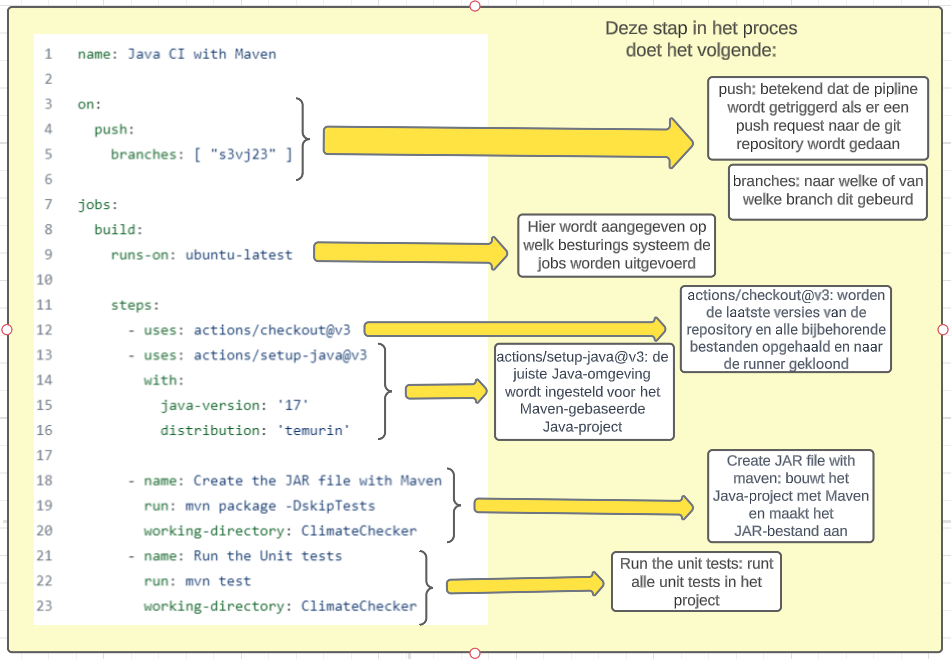 Deze stap in het proces
doet het volgende:
1 name: Java CI with Maven
2
3 on:
4 push:
5 branches: [ "s3vj23" ]
6
push: betekend dat de pipline
wordt getriggerd als er een
push request naar de git
repository wordt gedaan
branches: naar welke of van
welke branch dit gebeurd
7 jobs:
8 build:
9 runs-on: ubuntu-latest
10
Hier wordt aangegeven op
welk besturings systeem de
jobs worden uitgevoerd
11 steps:
12 - uses: actions/checkout@v3
actions/checkout@v3: worden
de laatste versies van de
repository en alle bijbehorende
bestanden opgehaald en naar
de runner gekloond
13 - uses: actions/setup-java@v3
14 with:
15 java-version: '17'
16 distribution: 'temurin'
17
actions/setup-java@v3: de
juiste Java-omgeving
wordt ingesteld voor het
Maven-gebaseerde
Java-project
18 - name: Create the JAR file with Maven
19 run: mvn package -DskipTests
20 working-directory: ClimateChecker
Create JAR file with
maven: bouwt het
Java-project met Maven
en maakt het
JAR-bestand aan
21 - name: Run the Unit tests
22 run: mvn test
23 working-directory: ClimateChecker
Run the unit tests: runt
alle unit tests in het
project